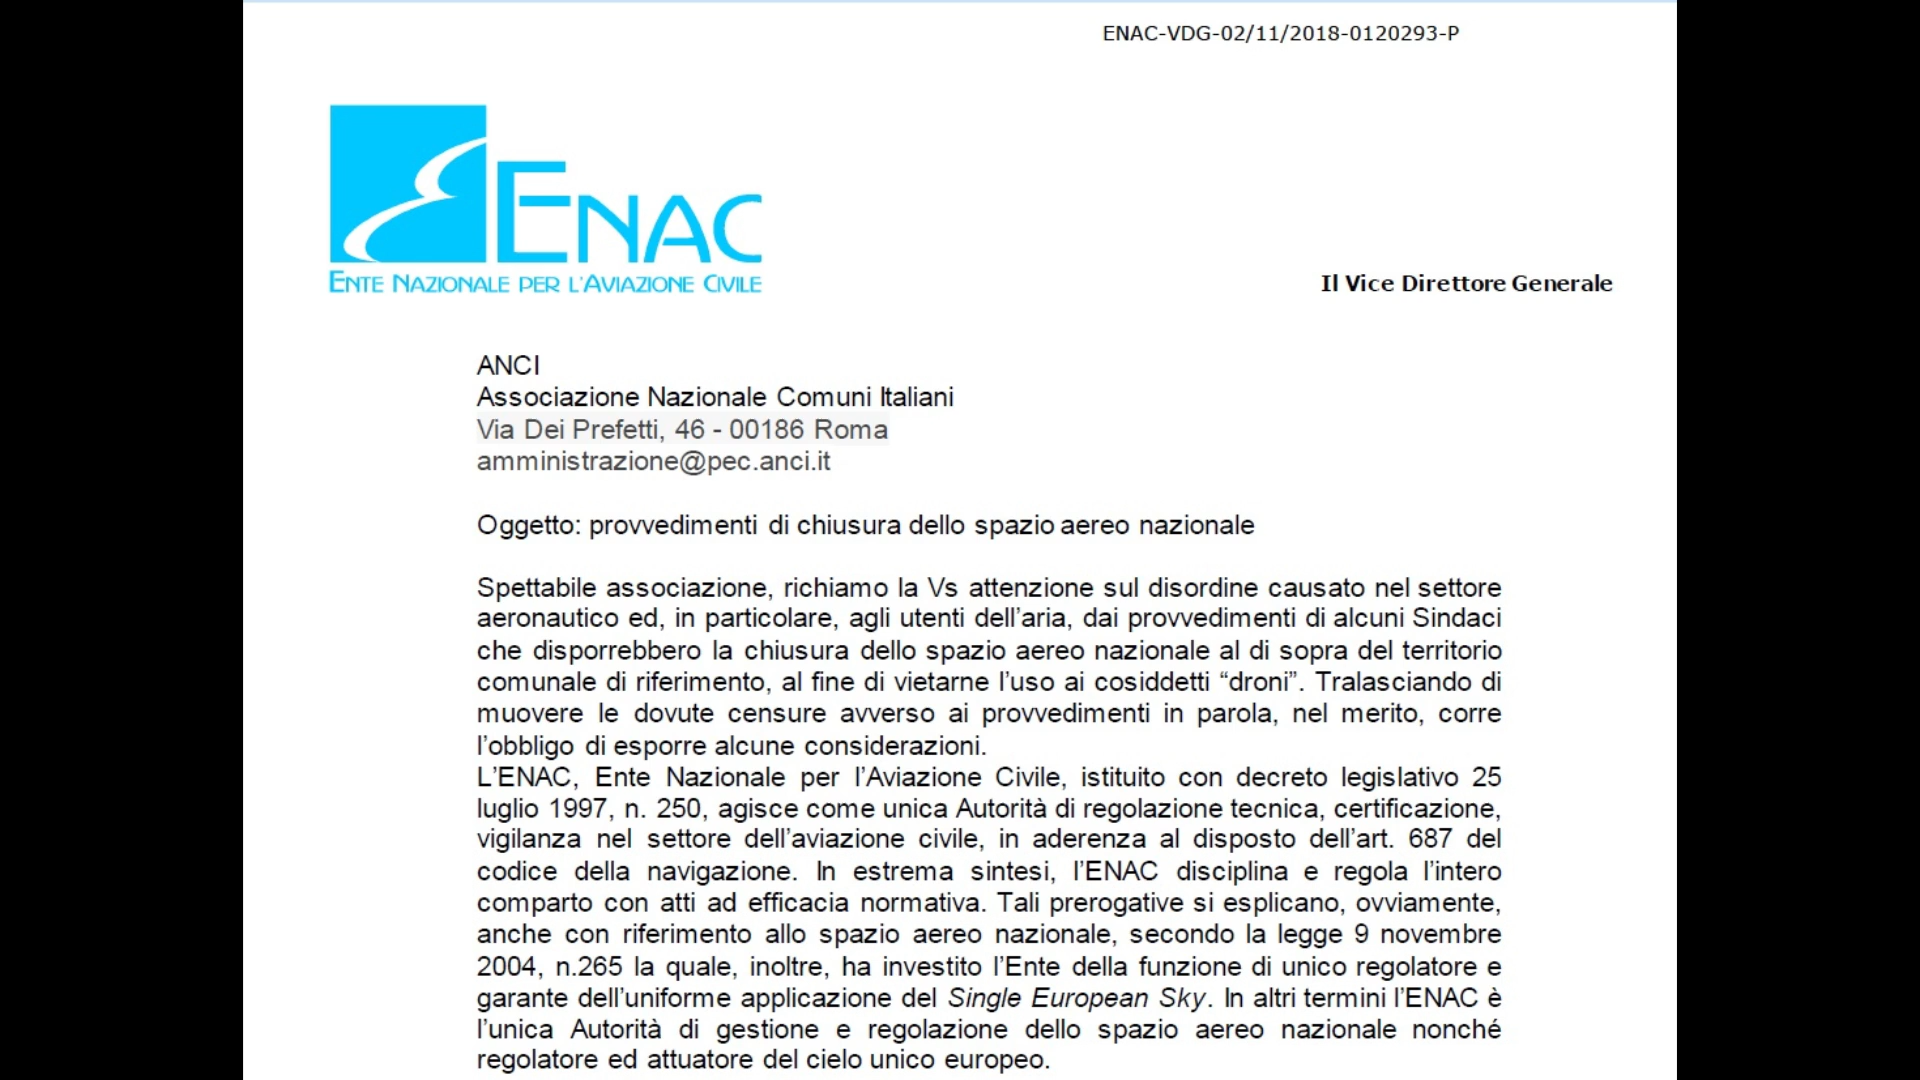 ENAC-VDG-02/11/2018-0120293-P
ENAC
ENTE NAZIONALE PER L'AVIAZIONE CIVILE
Il Vice Direttore Generale
ANCI
Associazione Nazionale Comuni Italiani
Via Dei Prefetti, 46 - 00186 Roma
amministrazione@pec.anci.it
Oggetto: provvedimenti di chiusura dello spazio aereo nazionale
Spettabile associazione, richiamo la Vs attenzione sul disordine causato nel settore
aeronautico ed, in particolare, agli utenti dell’aria, dai provvedimenti di alcuni Sindaci
che disporrebbero la chiusura dello spazio aereo nazionale al di sopra del territorio
comunale di riferimento, al fine di vietarne l’uso ai cosiddetti “droni”. Tralasciando di
muovere le dovute censure avverso ai provvedimenti in parola, nel merito, corre
l’obbligo di esporre alcune considerazioni.
L’ENAC, Ente Nazionale per l’Aviazione Civile, istituito con decreto legislativo 25
luglio 1997, n. 250, agisce come unica Autorità di regolazione tecnica, certificazione,
vigilanza nel settore dell’aviazione civile, in aderenza al disposto dell’art. 687 del
codice della navigazione. In estrema sintesi, l’ENAC disciplina e regola l’intero
comparto con atti ad efficacia normativa. Tali prerogative si esplicano, ovviamente,
anche con riferimento allo spazio aereo nazionale, secondo la legge 9 novembre
2004, n.265 la quale, inoltre, ha investito l’Ente della funzione di unico regolatore e
garante dell’uniforme applicazione del Single European Sky. In altri termini l’ENAC è
l’unica Autorità di gestione e regolazione dello spazio aereo nazionale nonché
regolatore ed attuatore del cielo unico europeo.